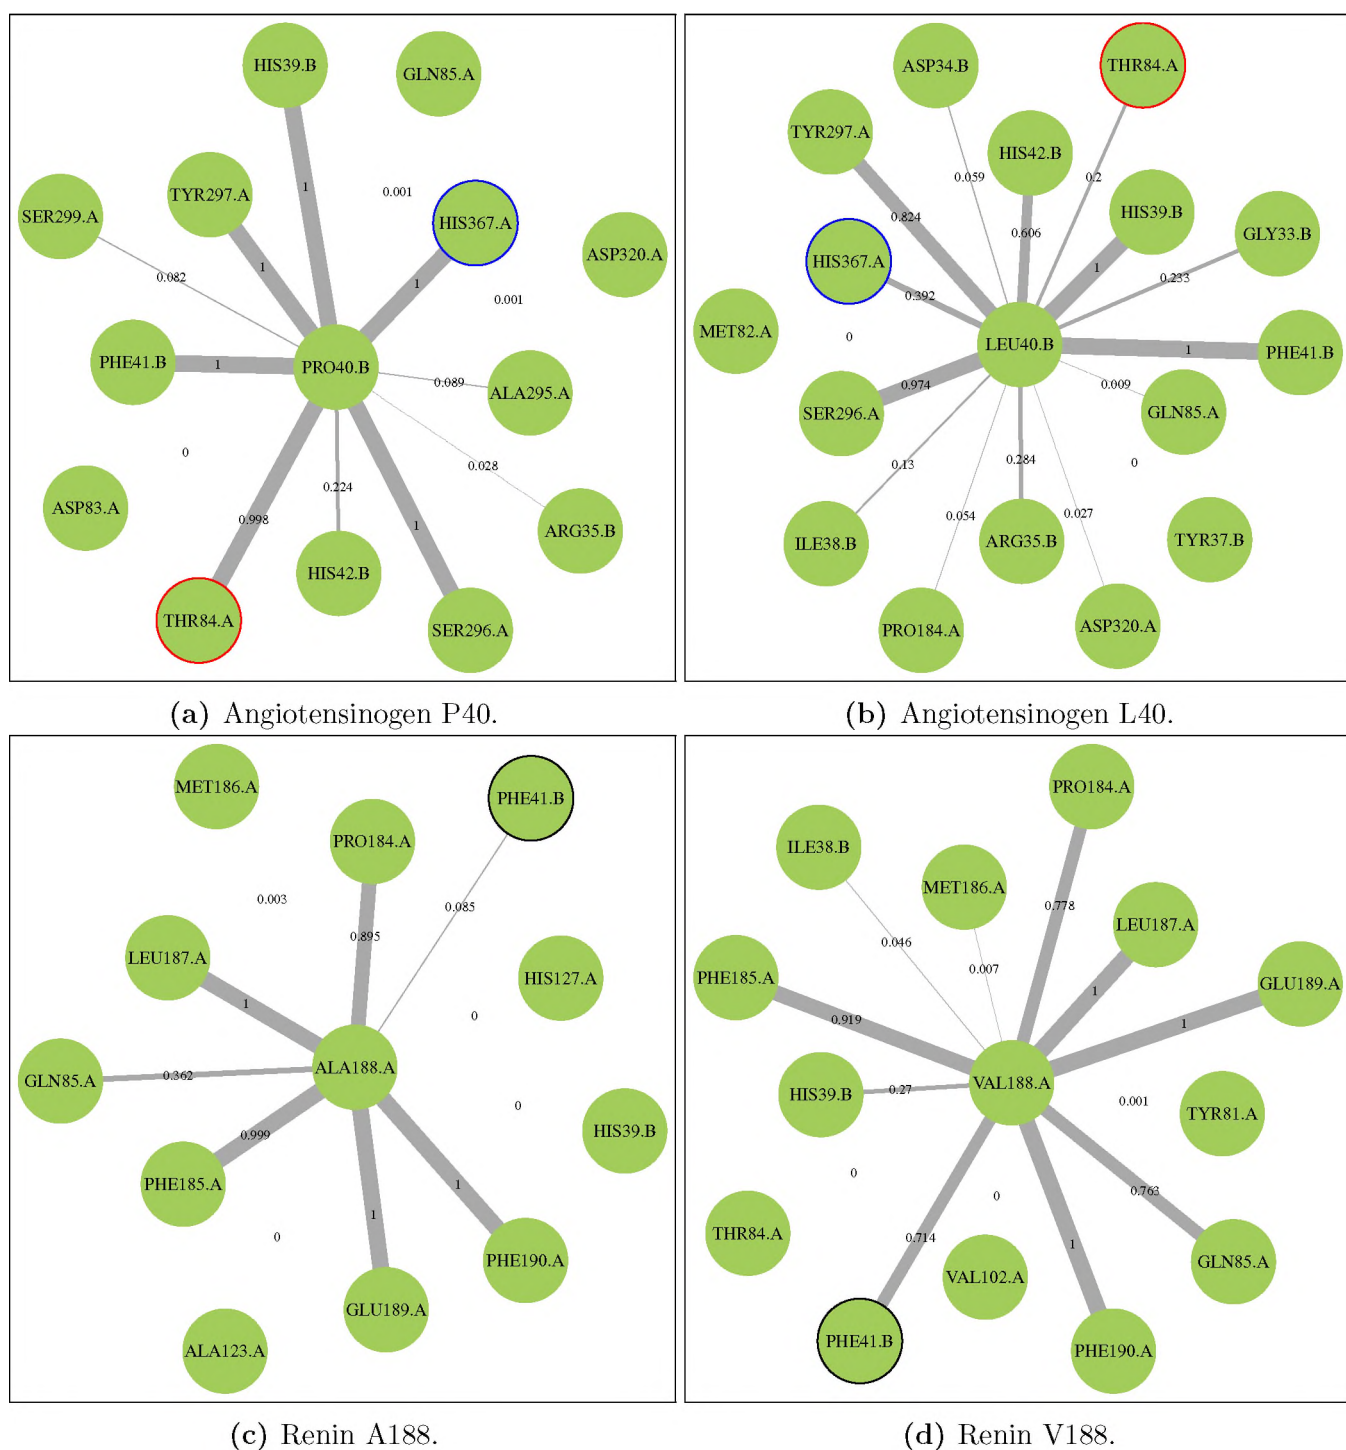 HIS39.B
GLN85.A
TYR297.A
1
0.001
SER299.A
HIS367.A
ASP320.A
0.082
1
1
0.001
PHE41.B
1
PRO40.B
0.089
ALA295.A
0
0.028
ASP83.A
0.224
0.998
1
ARG35.B
HIS42.B
THR84.A
SER296.A
(a) Angiotensinogen P40.
ASP34.B
THR84.A
TYR297.A
HIS42.B
0.059
0.2
HIS39.B
0.824
0.606
GLY33.B
HIS367.A
0.392
1
0.233
MET82.A
0
LEU40.B
1
PHE41.B
0.974
0.009
SER296.A
GLN85.A
0.13
0.284
0
0.054
0.027
ILE38.B
ARG35.B
TYR37.B
PRO184.A
ASP320.A
(b) Angiotensinogen L40.
MET186.A
PHE41.B
PRO184.A
0.003
0.085
0.895
LEU187.A
HIS127.A
1
0
GLN85.A
0.362
ALA188.A
0
0.999
HIS39.B
PHE185.A
1
1
0
PHE190.A
GLU189.A
ALA123.A
(c) Renin A188.
PRO184.A
ILE38.B
MET186.A
0.778
0.046
LEU187.A
0.007
PHE185.A
1
GLU189.A
0.919
1
HIS39.B
0.27
VAL188.A
0.001
TYR81.A
0
0
0.763
THR84.A
0.714
1
VAL102.A
GLN85.A
PHE41.B
PHE190.A
(d) Renin V188.